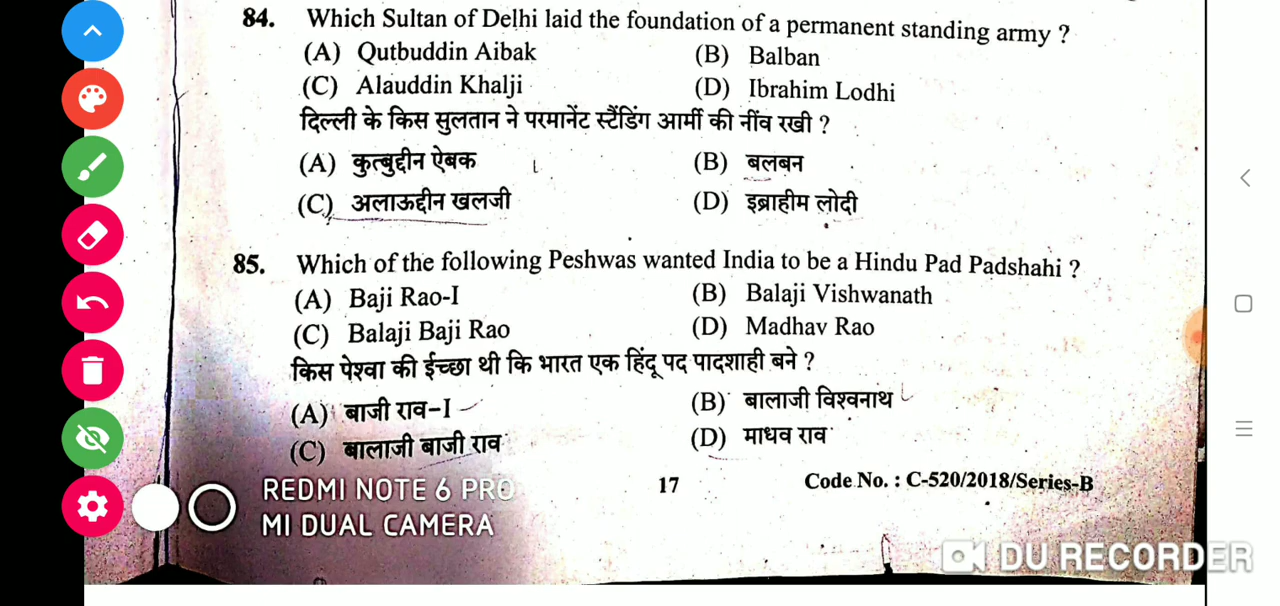 84. Which Sultan of Delhi laid the foundation of a permanent standing army ?
(A) Qutbuddin Aibak (B) Balban
(C) Alauddin Khalji (D) Ibrahim Lodhi
दिल्ली के किस सुलतान ने परमानेंट स्टैंडिंग आर्मी की नींव रखी ?
(A) कुत्बुद्दीन ऐबक (B) बलबन
(C) अलाऊद्दीन खलजी (D) इब्राहीम लोदी
85. Which of the following Peshwas wanted India to be a Hindu Pad Padshahi ?
(A) Baji Rao-I (B) Balaji Vishwanath
(C) Balaji Baji Rao (D) Madhav Rao
किस पेश्वा की ईच्छा थी कि भारत एक हिंदू पद पादशाही बने ?
(A) बाजी राव-I (B) बालाजी विश्वनाथ
(C) बालाजी बाजी राव (D) माधव राव
17 Code No. : C-520/2018/Series-B
REDMI NOTE 6 PRO
MI DUAL CAMERA
DU RECORDER